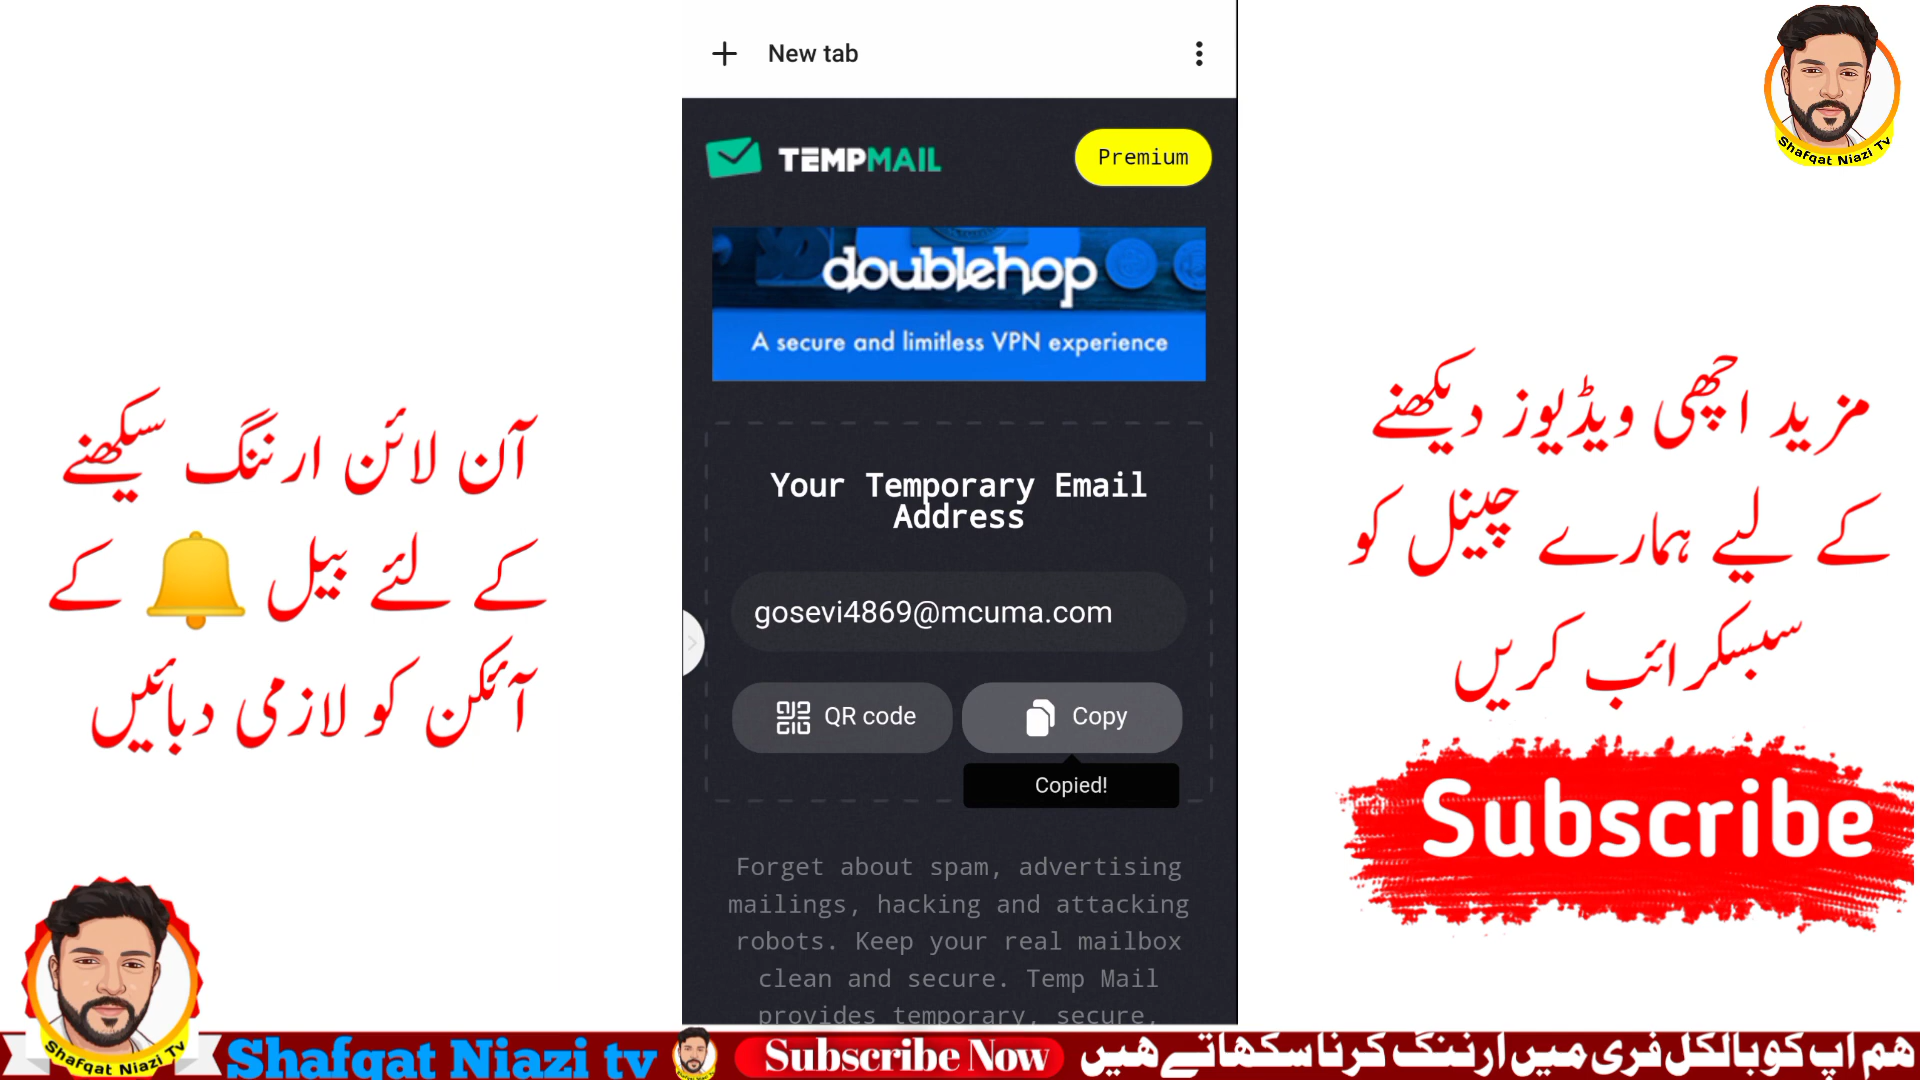 New tab
TEMPMAIL
Premium
doublehop
A secure and limitless VPN experience
Your Temporary Email
Address
gosevi4869@mcuma.com
QR code
Copy
Copied!
Forget about spam, advertising
mailings, hacking and attacking
robots. Keep your real mailbox
clean and secure. Temp Mail
provides temporary, secure,
آن لائن ارننگ سیکھنے
کے لئے بیل 🔔 کے
آئکن کو لازمی دبائیں
Shafqat Niazi Tv
مزید اچھی ویڈیوز دیکھنے
کے لیے ہمارے چینل کو
سبسکرائب کریں
Subscribe
Shafqat Niazi Tv
Shafqat Niazi tv
Subscribe Now
ہم اپ کو بالکل فری میں ارننگ کرنا سکھاتے ہیں